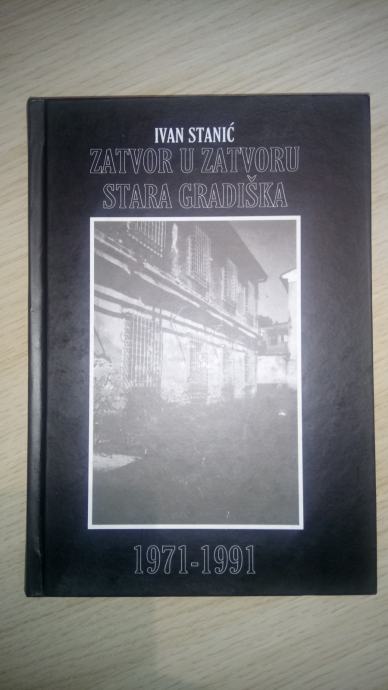 IVAN STANIĆ
ZATVOR U ZATVORU
STARA GRADIŠKA
1971-1991